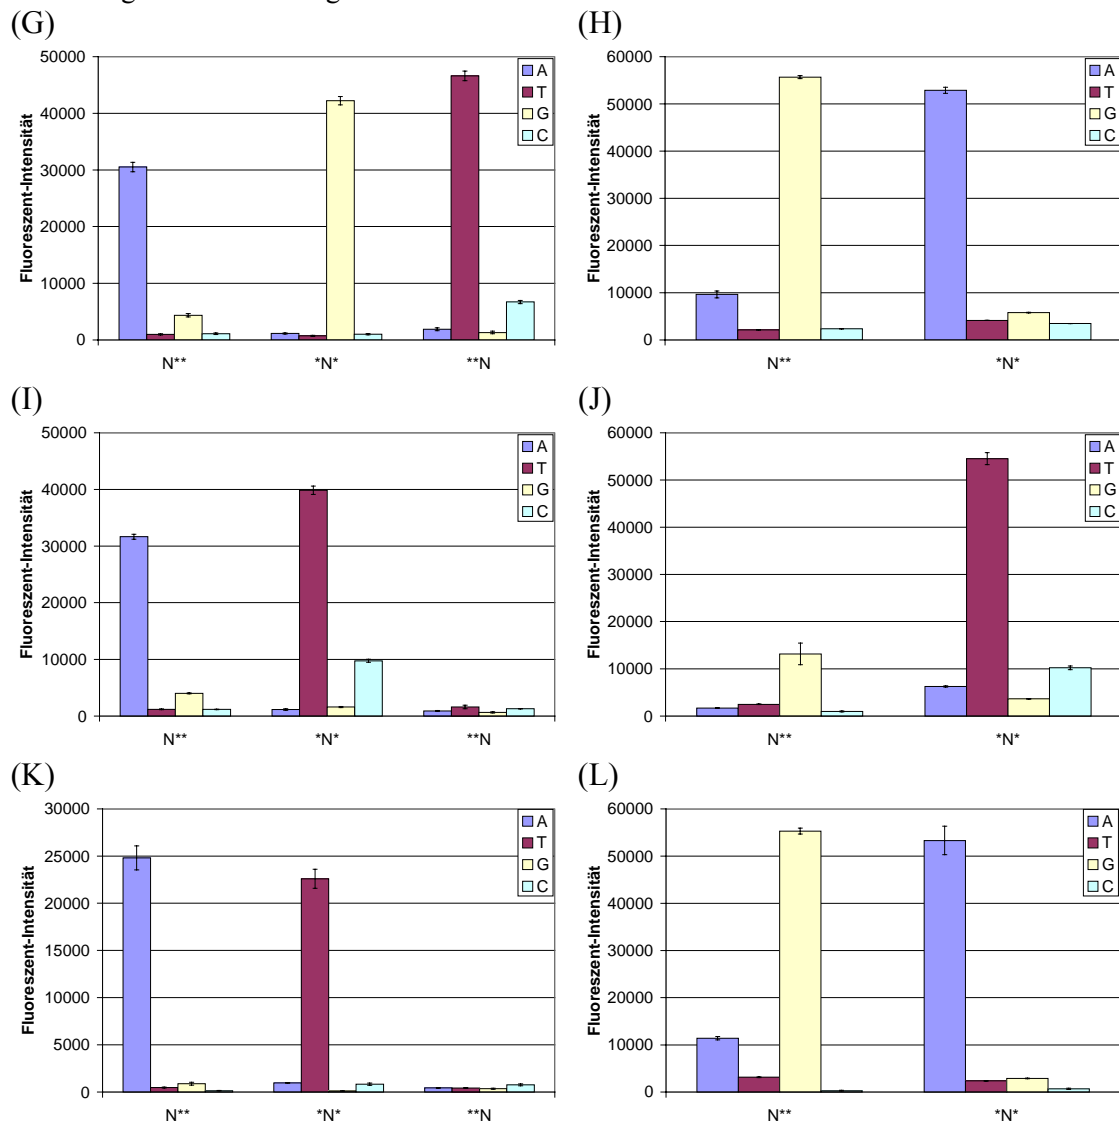 (G)
50000
40000
30000
20000
10000
0
Fluoreszent-Intensität
N**
*N*
**N
A
T
G
C
(H)
60000
50000
40000
30000
20000
10000
0
Fluoreszent-Intensität
N**
*N*
A
T
G
C
(I)
50000
40000
30000
20000
10000
0
Fluoreszent-Intensität
N**
*N*
**N
A
T
G
C
(J)
60000
50000
40000
30000
20000
10000
0
Fluoreszent-Intensität
N**
*N*
A
T
G
C
(K)
30000
25000
20000
15000
10000
5000
0
Fluoreszent-Intensität
N**
*N*
**N
A
T
G
C
(L)
60000
50000
40000
30000
20000
10000
0
Fluoreszent-Intensität
N**
*N*
A
T
G
C